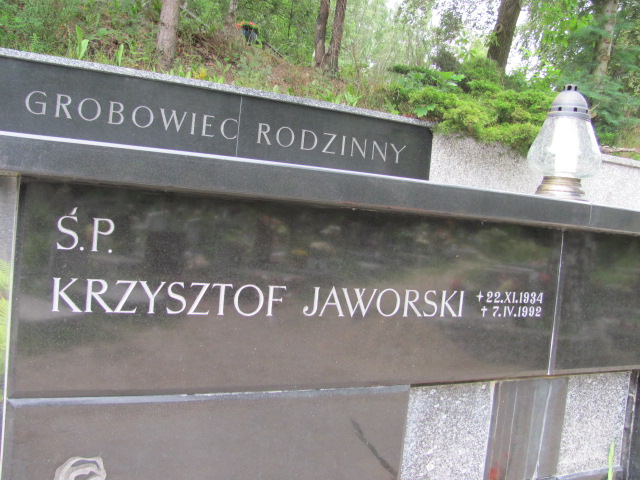 GROBOWIEC RODZINNY
Ś.P.
KRZYSZTOF JAWORSKI
+22.XI.1934
† 7.IV.1992